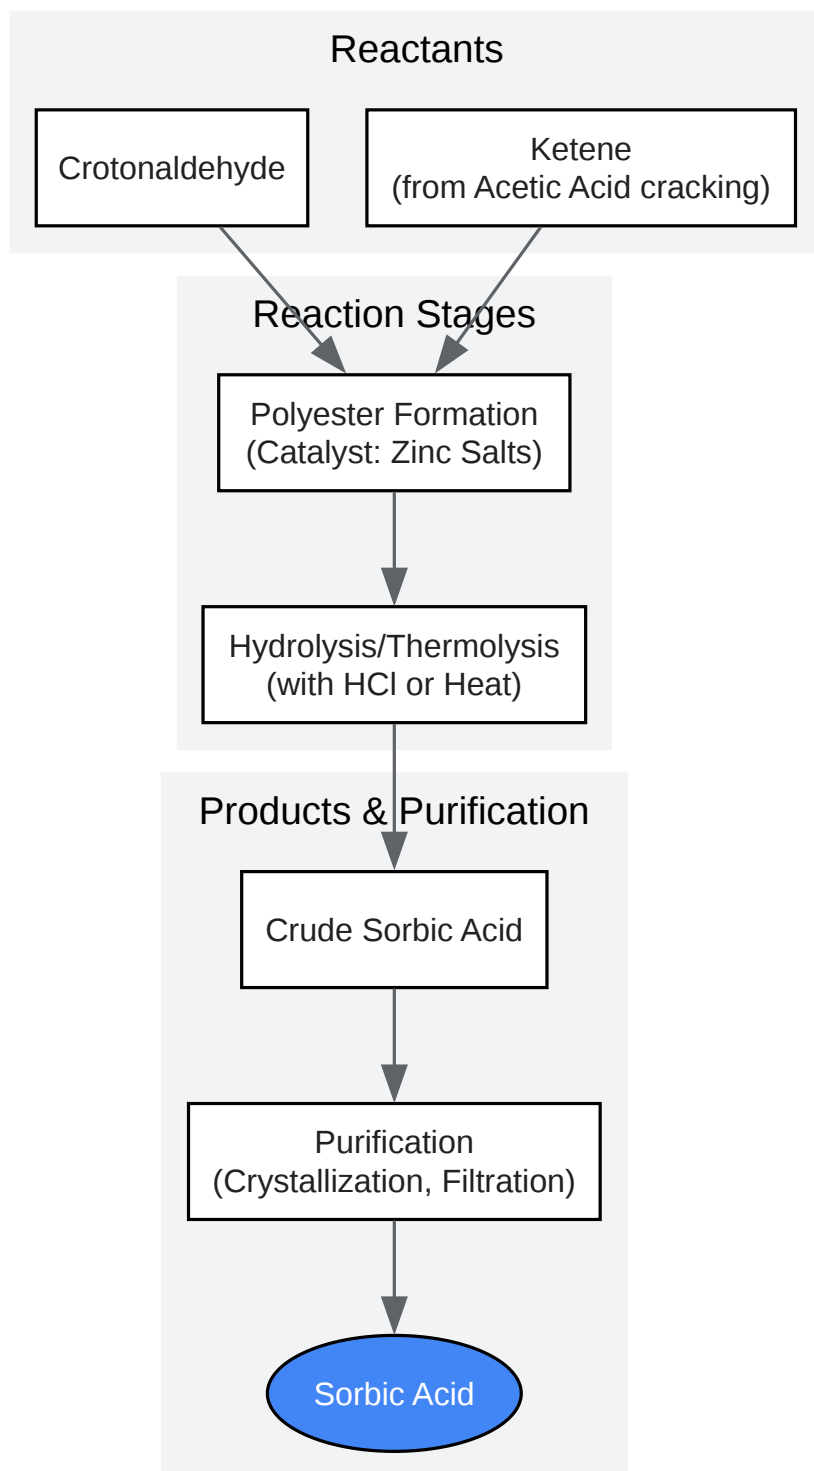 Reactants
Crotonaldehyde
Ketene
(from Acetic Acid cracking)
Reaction Stages
Polyester Formation
(Catalyst: Zinc Salts)
Hydrolysis/Thermolysis
(with HCl or Heat)
Products & Purification
Crude Sorbic Acid
Purification
(Crystallization, Filtration)
Sorbic Acid